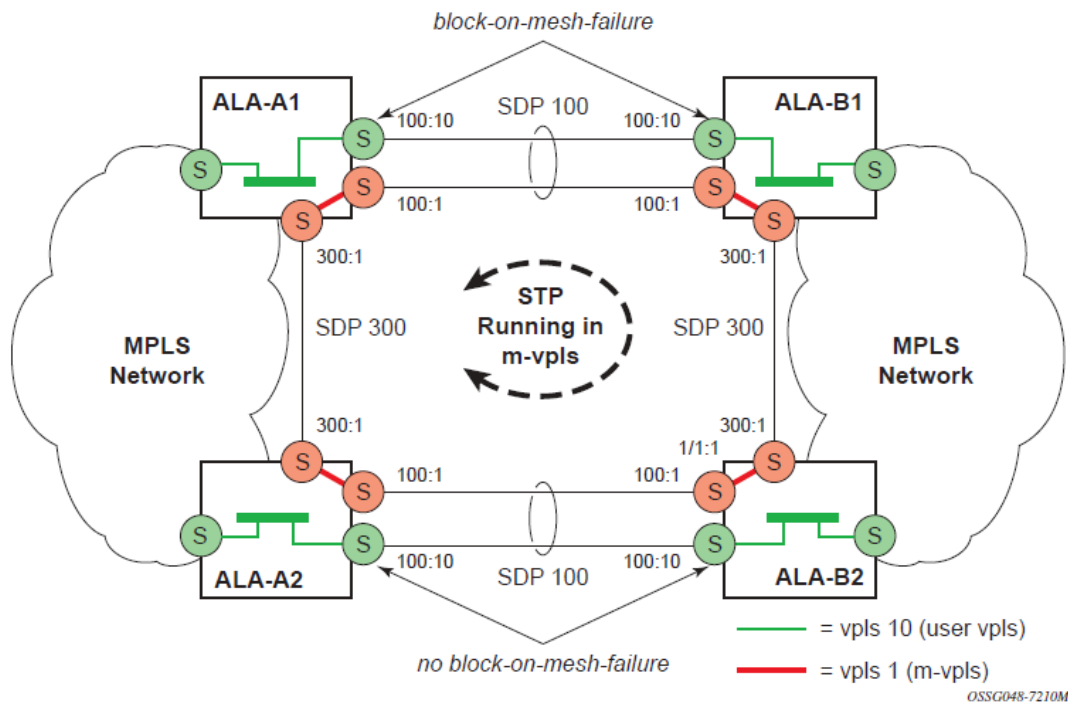 block-on-mesh-failure
ALA-A1
ALA-B1
SDP 100
100:10
100:10
S
S
S
S
S
S
100:1
100:1
S
S
300:1
300:1
STP
Running in
m-vpls
SDP 300
SDP 300
MPLS
Network
MPLS
Network
300:1
300:1
1/1:1
S
S
100:1
100:1
S
S
S
S
S
S
100:10
100:10
SDP 100
ALA-A2
ALA-B2
= vpls 10 (user vpls)
no block-on-mesh-failure
= vpls 1 (m-vpls)
OSSG048-7210M